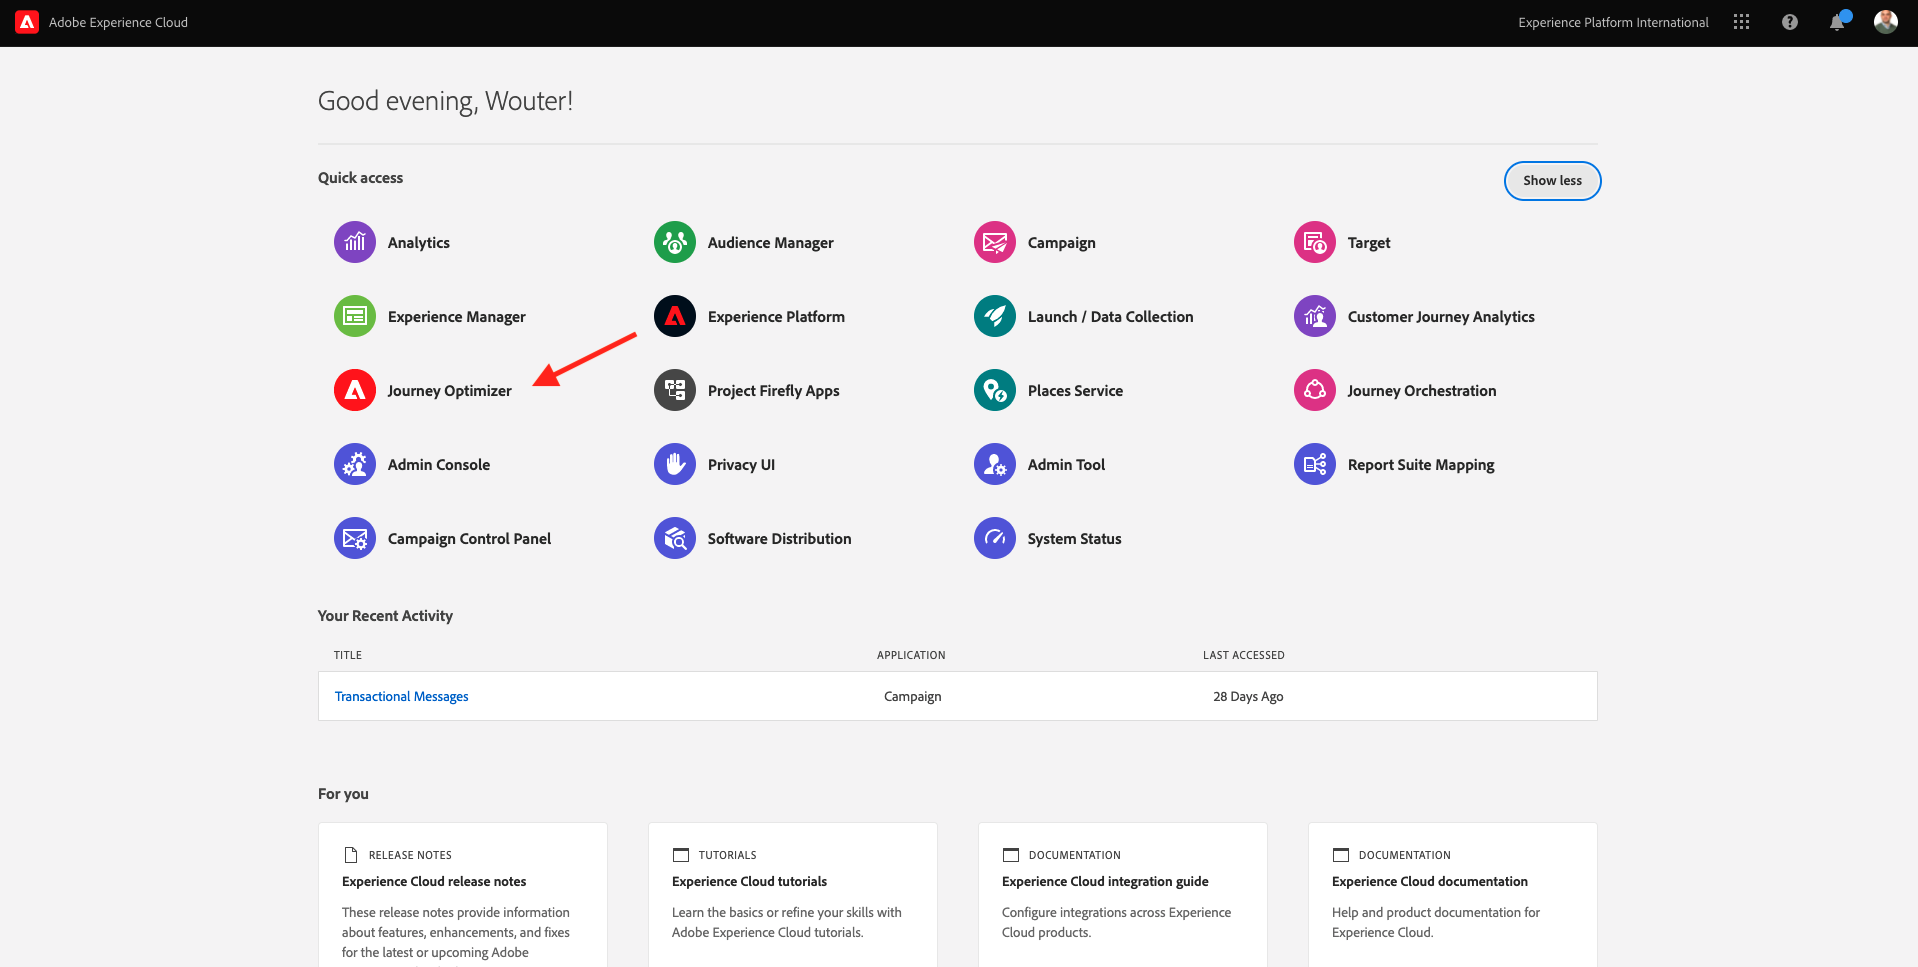 Adobe Experience Cloud
Experience Platform International
Good evening, Wouter!
Quick access
Show less
Analytics
Audience Manager
Campaign
Target
Experience Manager
Experience Platform
Launch / Data Collection
Customer Journey Analytics
Journey Optimizer
Project Firefly Apps
Places Service
Journey Orchestration
Admin Console
Privacy UI
Admin Tool
Report Suite Mapping
Campaign Control Panel
Software Distribution
System Status
Your Recent Activity
TITLE
APPLICATION
LAST ACCESSED
Transactional Messages
Campaign
28 Days Ago
For you
RELEASE NOTES
Experience Cloud release notes
These release notes provide information
about features, enhancements, and fixes
for the latest or upcoming Adobe
TUTORIALS
Experience Cloud tutorials
Learn the basics or refine your skills with
Adobe Experience Cloud tutorials.
DOCUMENTATION
Experience Cloud integration guide
Configure integrations across Experience
Cloud products.
DOCUMENTATION
Experience Cloud documentation
Help and product documentation for
Experience Cloud.